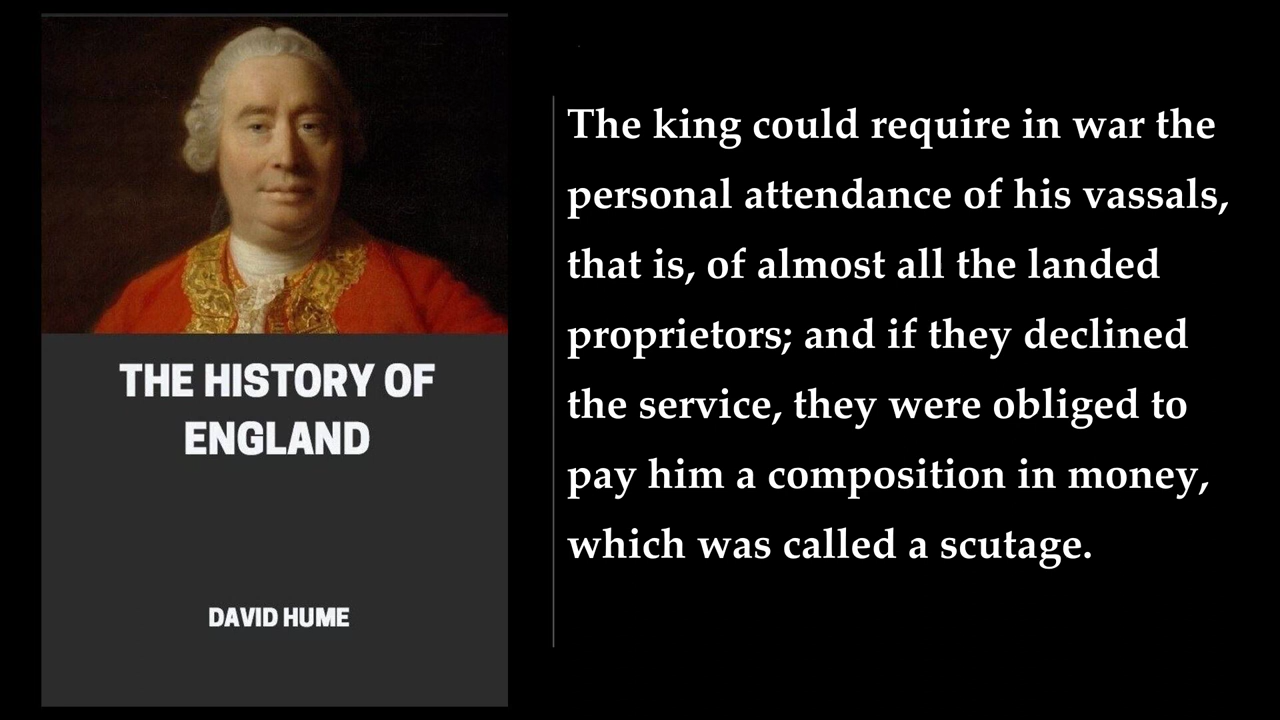 THE HISTORY OF
ENGLAND
DAVID HUME
The king could require in war the
personal attendance of his vassals,
that is, of almost all the landed
proprietors; and if they declined
the service, they were obliged to
pay him a composition in money,
which was called a scutage.